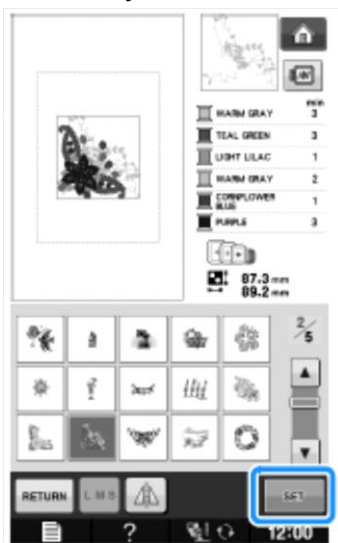 min
WARM GRAY 3
TEAL GREEN 3
LIGHT LILAC 1
WARM GRAY 2
CORNFLOWER
BLUE 1
PURPLE 3
87.3 mm
89.2 mm
2/5
RETURN L M S SET
? 12:00